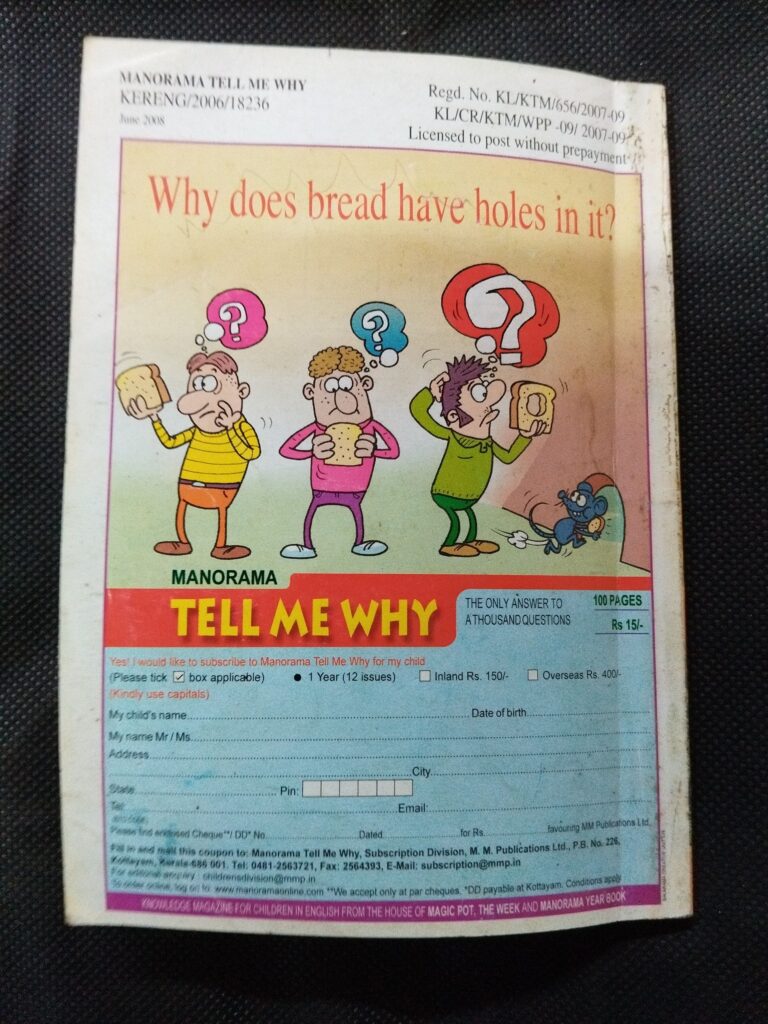 MANORAMA TELL ME WHY
KERENG/2006/18236
June 2008
Regd. No. KL/KTM/656/2007-09
KL/CR/KTM/WPP -09/ 2007-09
Licensed to post without prepayment
Why does bread have holes in it?
?
?
?
MANORAMA
TELL ME WHY
THE ONLY ANSWER TO
A THOUSAND QUESTIONS
100 PAGES
Rs 15/-
Yes! I would like to subscribe to Manorama Tell Me Why for my child
(Please tick ☑ box applicable) ● 1 Year (12 issues) ☐ Inland Rs. 150/- ☐ Overseas Rs. 400/-
(Kindly use capitals)
My child's name.......... Date of birth..........
My name Mr / Ms..........
Address..........
..........City..........
State.......... Pin:
Tel: .......... Email:..........
Please find enclosed Cheque**/ DD* No. .......... Dated.......... for Rs. .......... favouring MM Publications Ltd.
Fill in and mail this coupon to: Manorama Tell Me Why, Subscription Division, M. M. Publications Ltd., P.B. No. 226,
Kottayam, Kerala-686 001. Tel: 0481-2563721, Fax: 2564393, E-Mail: subscription@mmp.in
For editorial enquiry : childrensdivision@mmp.in
To order online, log on to: www.manoramaonline.com **We accept only at par cheques. *DD payable at Kottayam. Conditions apply
KNOWLEDGE MAGAZINE FOR CHILDREN IN ENGLISH FROM THE HOUSE OF MAGIC POT, THE WEEK AND MANORAMA YEAR BOOK